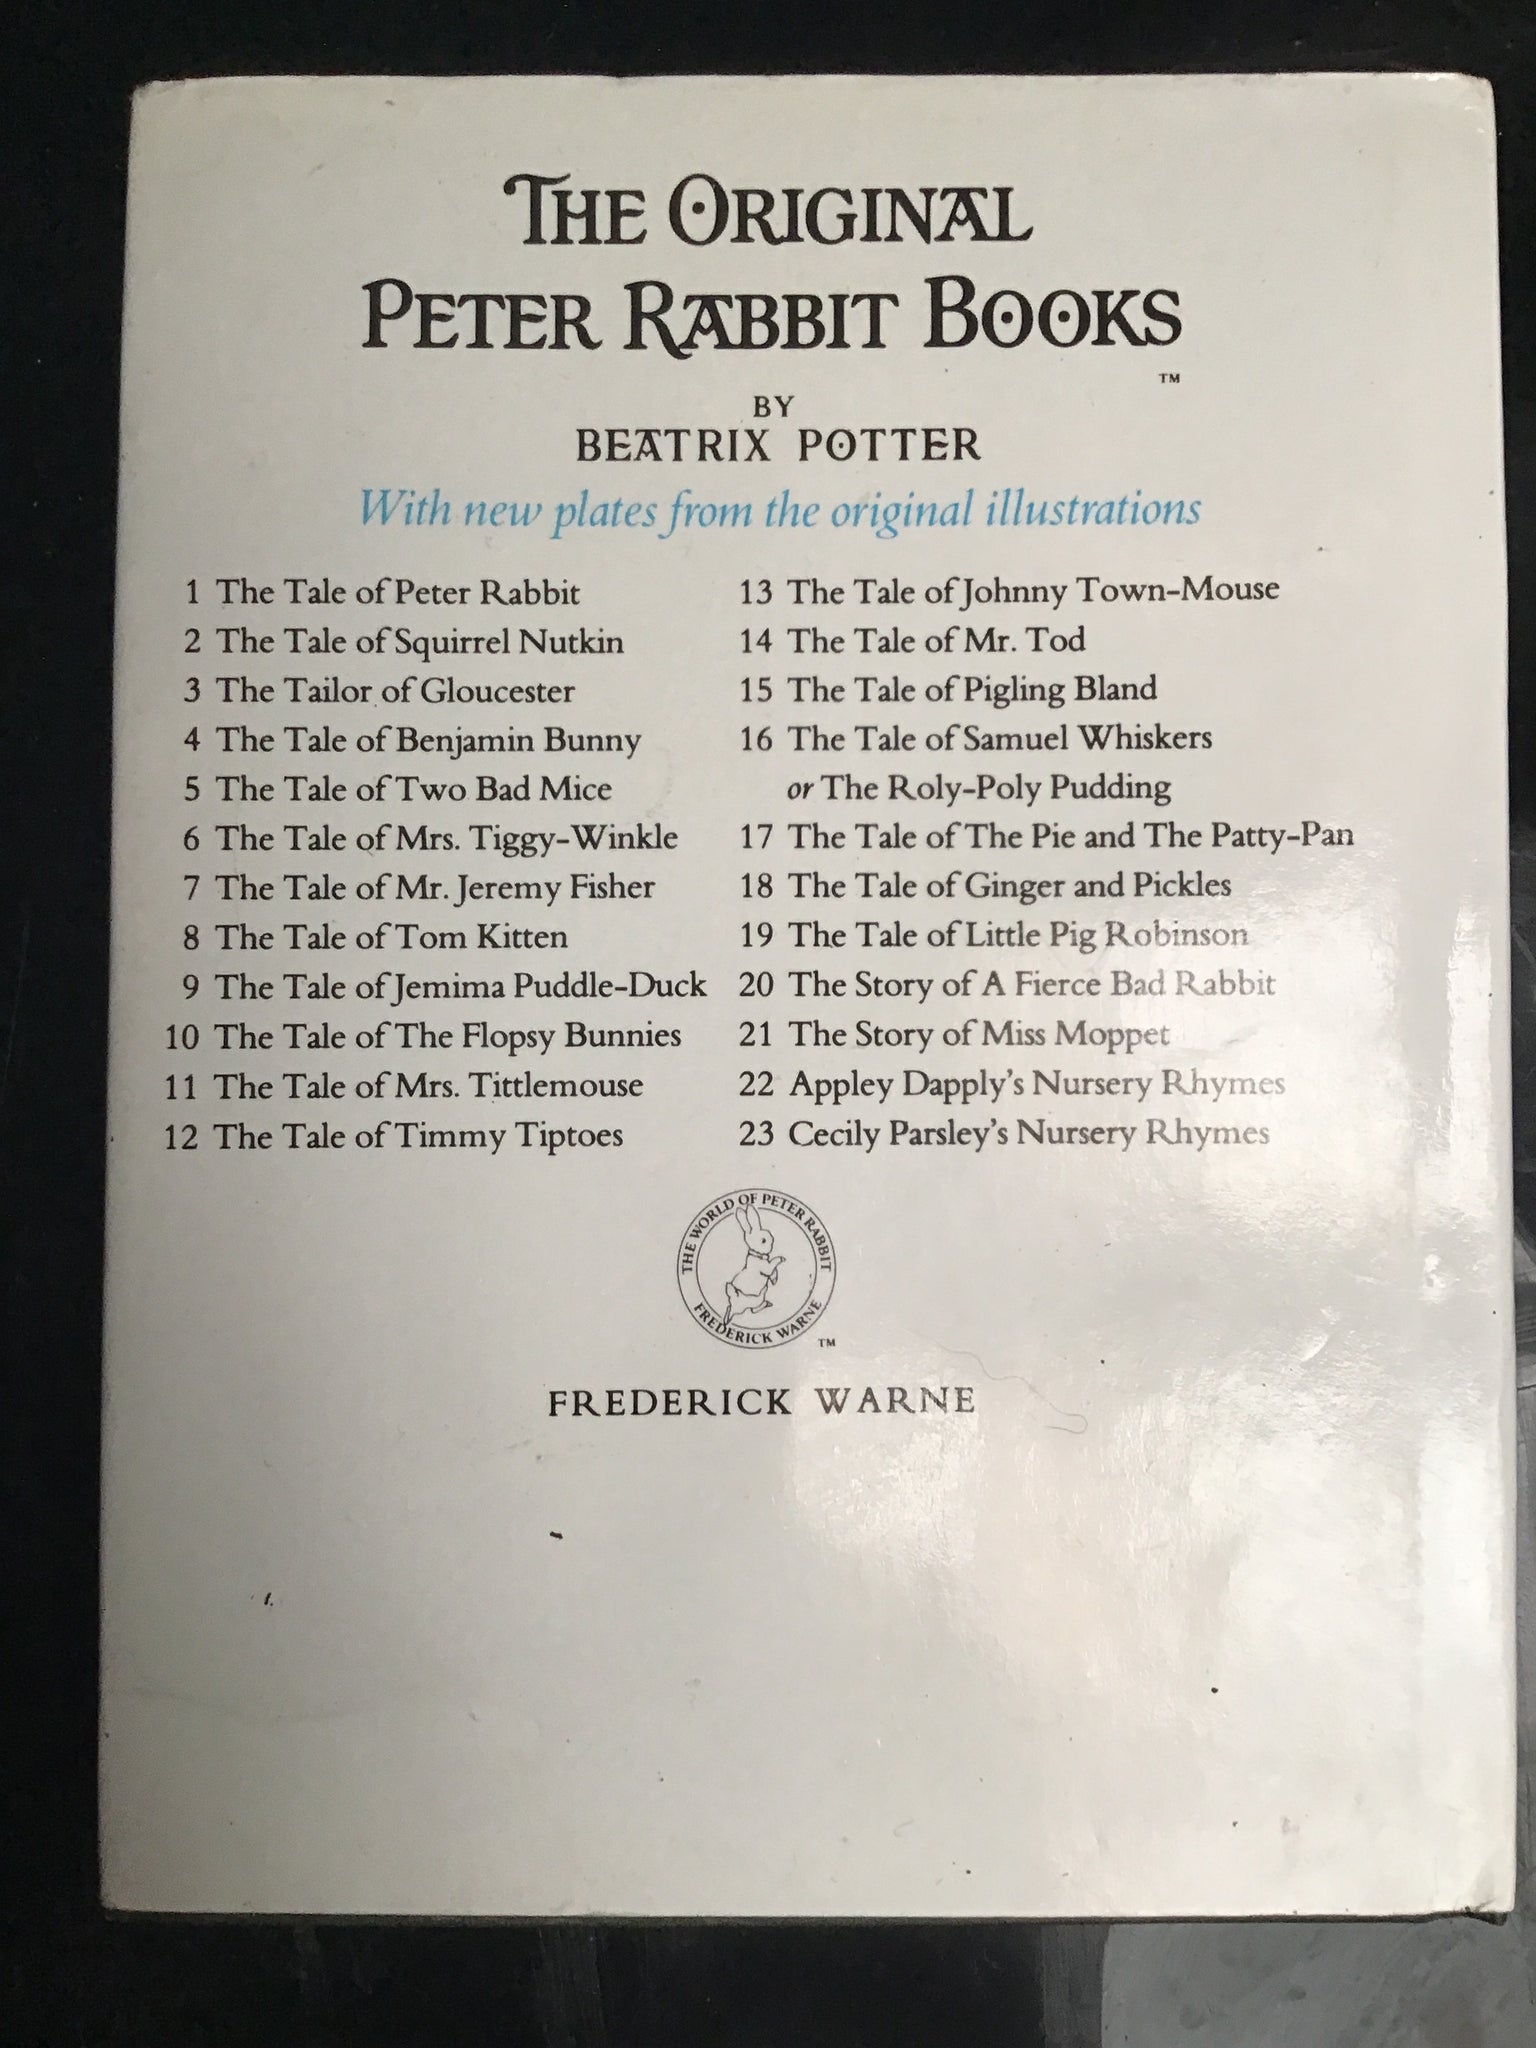 THE ORIGINAL
PETER RABBIT BOOKS
™
BY
BEATRIX POTTER
With new plates from the original illustrations
1 The Tale of Peter Rabbit
2 The Tale of Squirrel Nutkin
3 The Tailor of Gloucester
4 The Tale of Benjamin Bunny
5 The Tale of Two Bad Mice
6 The Tale of Mrs. Tiggy-Winkle
7 The Tale of Mr. Jeremy Fisher
8 The Tale of Tom Kitten
9 The Tale of Jemima Puddle-Duck
10 The Tale of The Flopsy Bunnies
11 The Tale of Mrs. Tittlemouse
12 The Tale of Timmy Tiptoes
13 The Tale of Johnny Town-Mouse
14 The Tale of Mr. Tod
15 The Tale of Pigling Bland
16 The Tale of Samuel Whiskers
or The Roly-Poly Pudding
17 The Tale of The Pie and The Patty-Pan
18 The Tale of Ginger and Pickles
19 The Tale of Little Pig Robinson
20 The Story of A Fierce Bad Rabbit
21 The Story of Miss Moppet
22 Appley Dapply's Nursery Rhymes
23 Cecily Parsley's Nursery Rhymes
THE WORLD OF PETER RABBIT
FREDERICK WARNE
™
FREDERICK WARNE